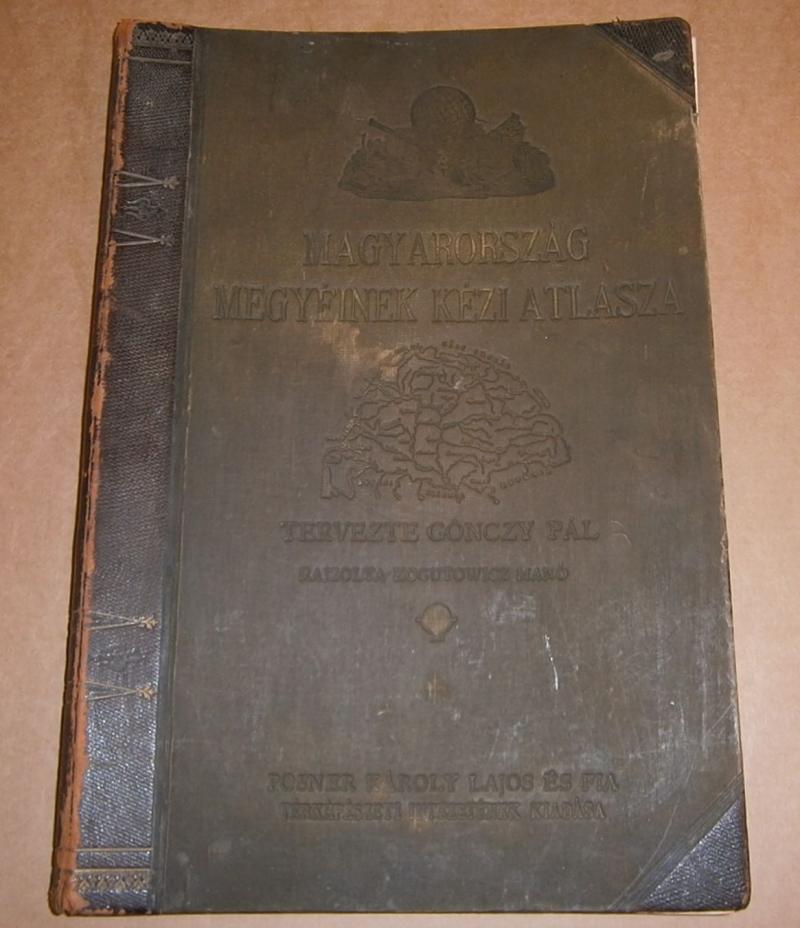 MAGYARORSZÁG
MEGYÉINEK KÉZI ATLASZA
TERVEZTE GÖNCZY PÁL
RAJZOLTA KOGUTOWICZ MANÓ
POSNER KÁROLY LAJOS ÉS FIA
TÉRKÉPÉSZETI INTÉZETÉNEK KIADÁSA